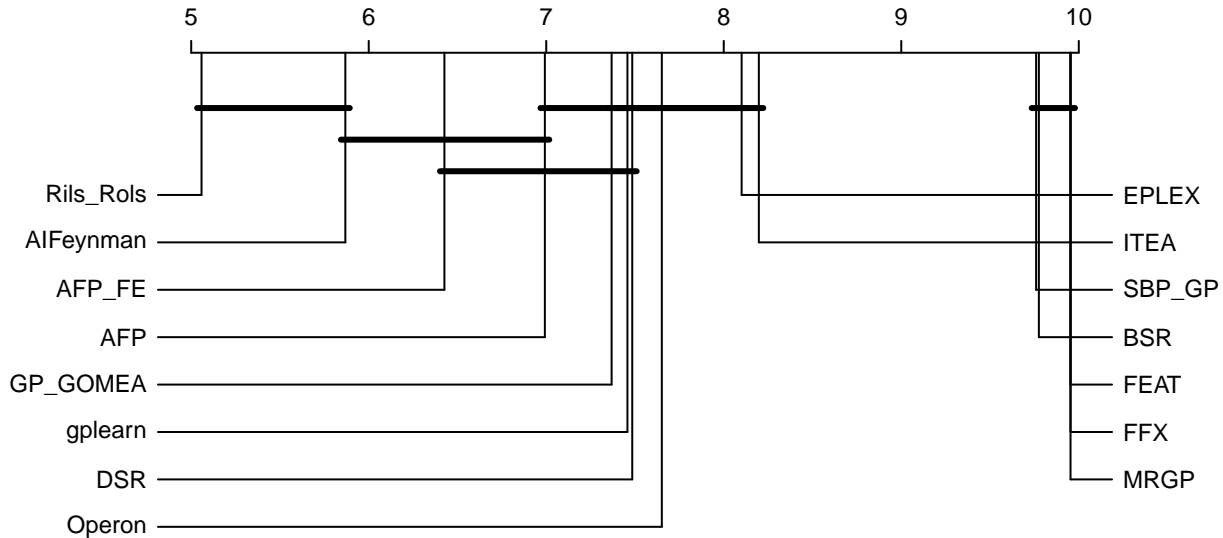 5 6 7 8 9 10
Rils_Rols EPLEX
AIFeynman ITEA
AFP_FE SBP_GP
AFP BSR
GP_GOMEA FEAT
gplearn FFX
DSR MRGP
Operon